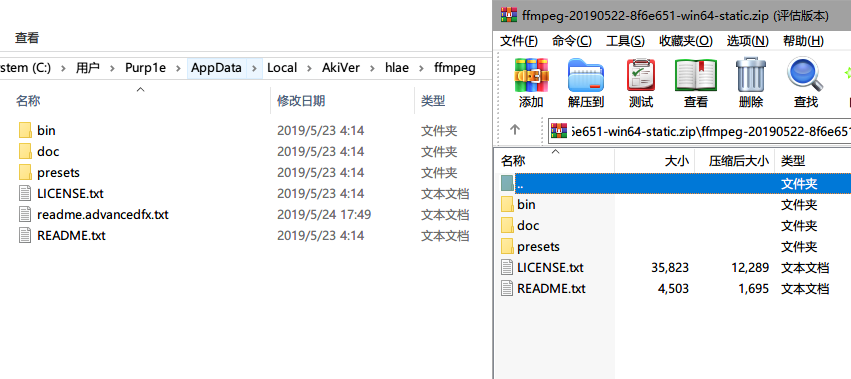 查看
ystem (C:) › 用户 › Purp1e › AppData › Local › AkiVer › hlae › ffmpeg
名称 修改日期 类型
bin 2019/5/23 4:14 文件夹
doc 2019/5/23 4:14 文件夹
presets 2019/5/23 4:14 文件夹
LICENSE.txt 2019/5/23 4:14 文本文档
readme.advancedfx.txt 2019/5/24 17:49 文本文档
README.txt 2019/5/23 4:14 文本文档
ffmpeg-20190522-8f6e651-win64-static.zip (评估版本)
文件(F) 命令(C) 工具(S) 收藏夹(O) 选项(N) 帮助(H)
添加 解压到 测试 查看 删除 查找
6e651-win64-static.zip\ffmpeg-20190522-8f6e651
名称 大小 压缩后大小 类型
.. 文件夹
bin 文件夹
doc 文件夹
presets 文件夹
LICENSE.txt 35,823 12,289 文本文档
README.txt 4,503 1,695 文本文档